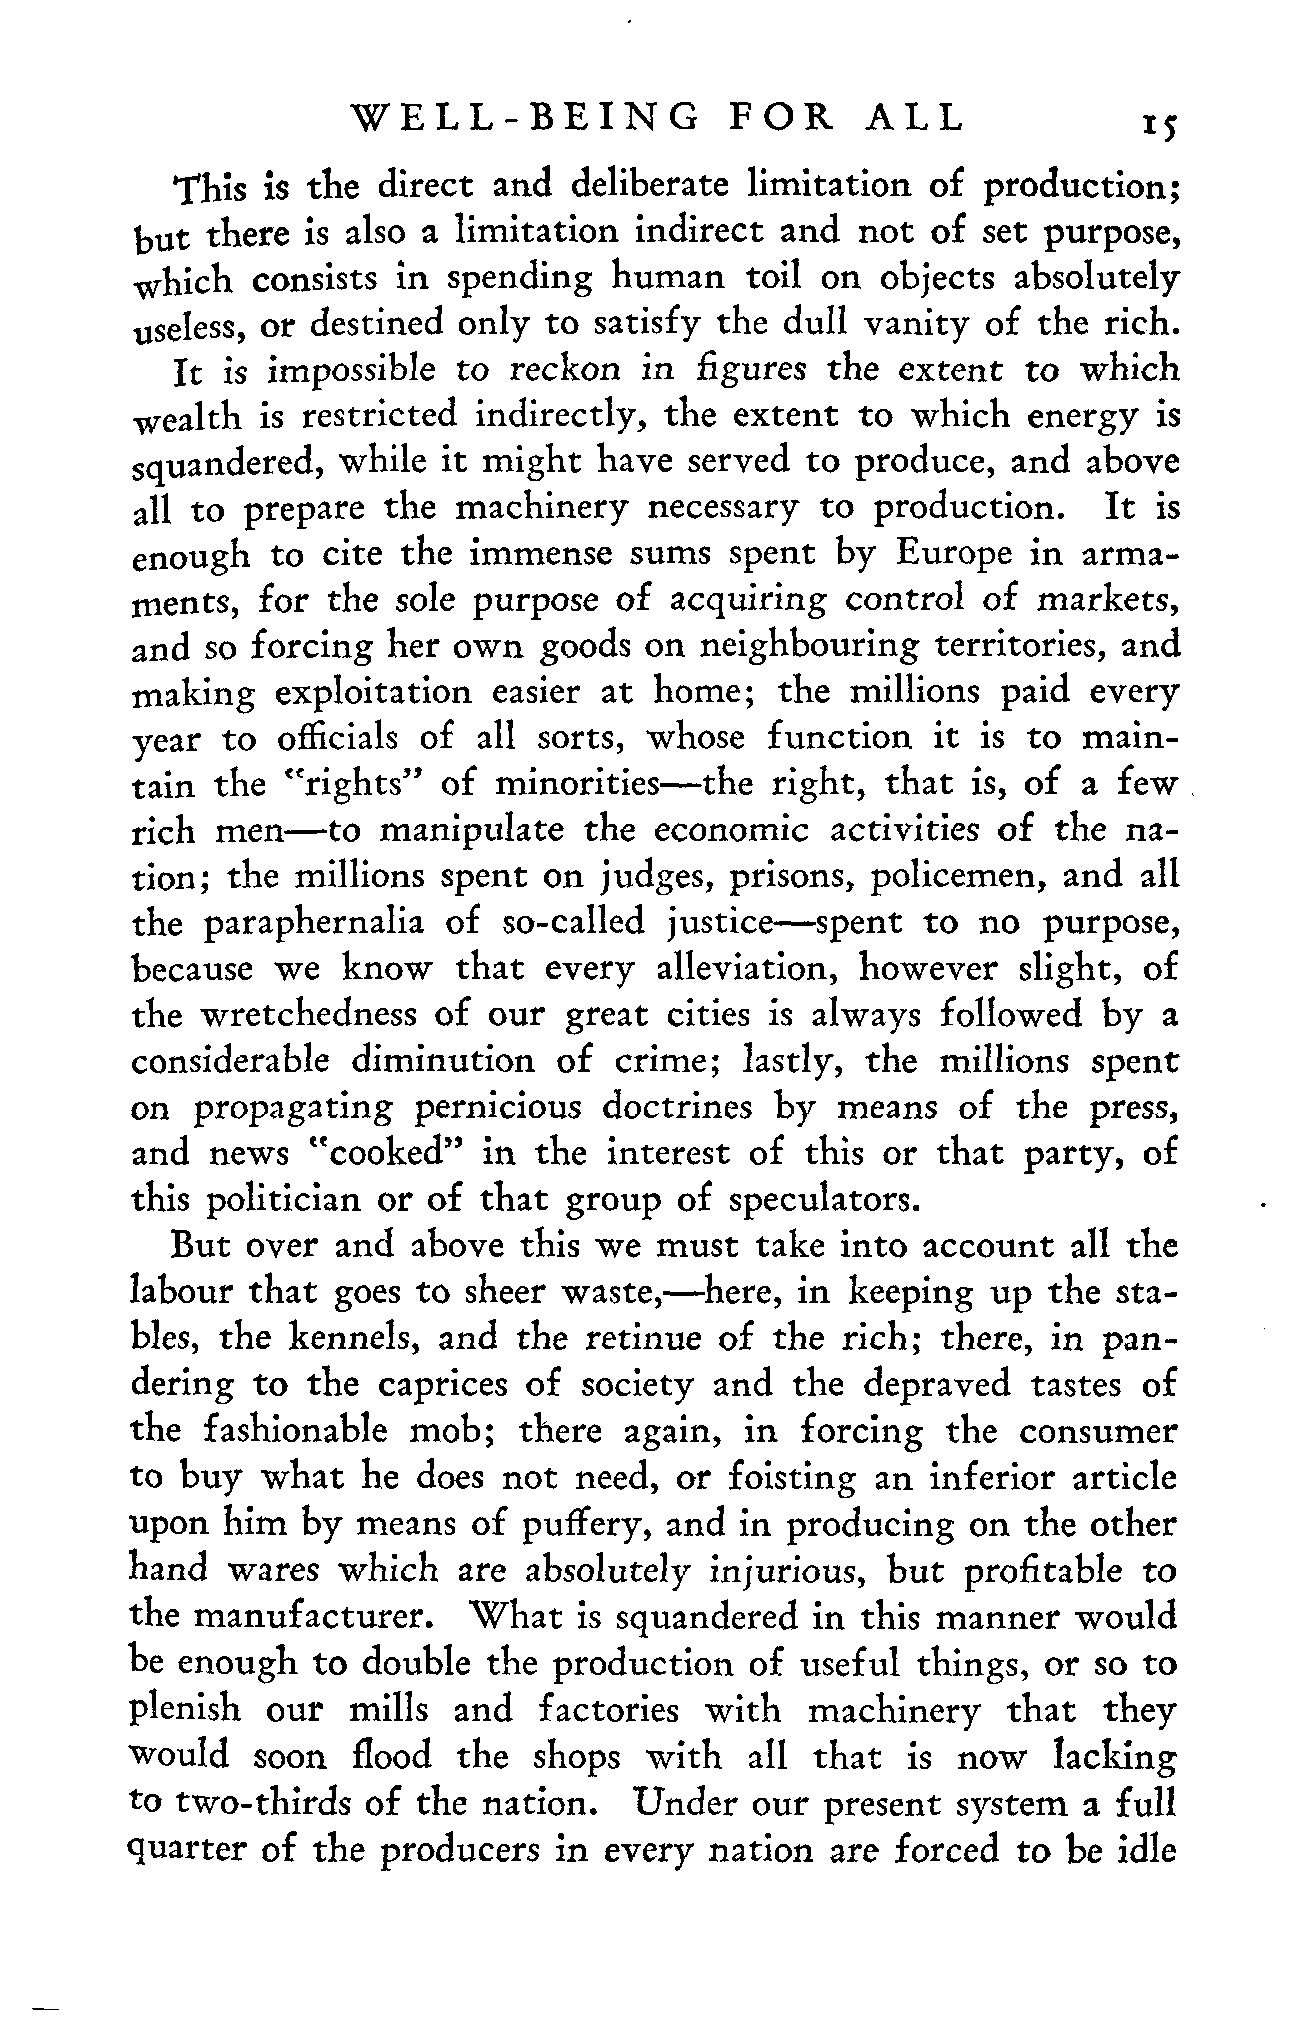 WELL-BEING FOR ALL 15
This is the direct and deliberate limitation of production;
but there is also a limitation indirect and not of set purpose,
which consists in spending human toil on objects absolutely
useless, or destined only to satisfy the dull vanity of the rich.
It is impossible to reckon in figures the extent to which
wealth is restricted indirectly, the extent to which energy is
squandered, while it might have served to produce, and above
all to prepare the machinery necessary to production. It is
enough to cite the immense sums spent by Europe in arma-
ments, for the sole purpose of acquiring control of markets,
and so forcing her own goods on neighbouring territories, and
making exploitation easier at home; the millions paid every
year to officials of all sorts, whose function it is to main-
tain the "rights" of minorities—the right, that is, of a few
rich men—to manipulate the economic activities of the na-
tion; the millions spent on judges, prisons, policemen, and all
the paraphernalia of so-called justice—spent to no purpose,
because we know that every alleviation, however slight, of
the wretchedness of our great cities is always followed by a
considerable diminution of crime; lastly, the millions spent
on propagating pernicious doctrines by means of the press,
and news "cooked" in the interest of this or that party, of
this politician or of that group of speculators.
But over and above this we must take into account all the
labour that goes to sheer waste,—here, in keeping up the sta-
bles, the kennels, and the retinue of the rich; there, in pan-
dering to the caprices of society and the depraved tastes of
the fashionable mob; there again, in forcing the consumer
to buy what he does not need, or foisting an inferior article
upon him by means of puffery, and in producing on the other
hand wares which are absolutely injurious, but profitable to
the manufacturer. What is squandered in this manner would
be enough to double the production of useful things, or so to
plenish our mills and factories with machinery that they
would soon flood the shops with all that is now lacking
to two-thirds of the nation. Under our present system a full
quarter of the producers in every nation are forced to be idle